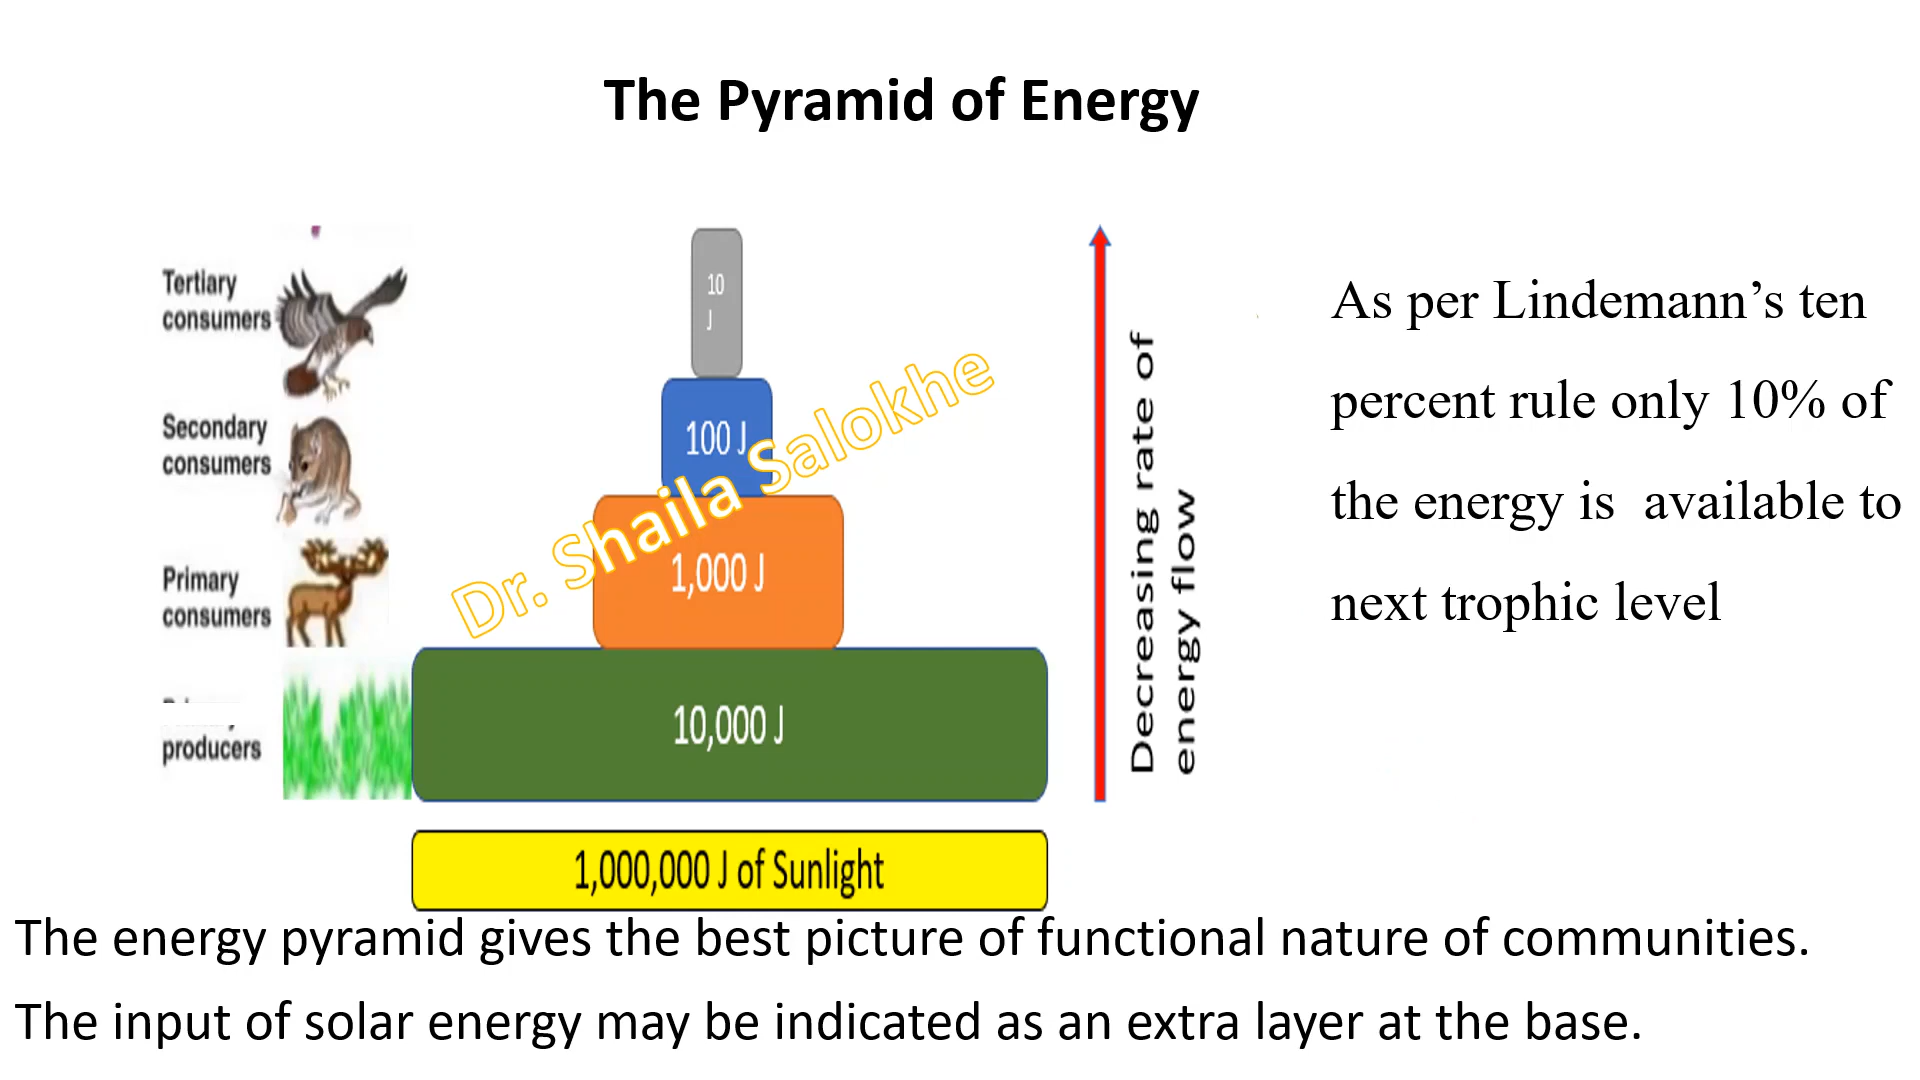 The Pyramid of Energy
Tertiary
consumers
10
J
Secondary
consumers
100 J
Dr. Shaila Salokhe
Primary
consumers
1,000 J
producers
10,000 J
1,000,000 J of Sunlight
Decreasing rate of
energy flow
As per Lindemann’s ten
percent rule only 10% of
the energy is  available to
next trophic level
The energy pyramid gives the best picture of functional nature of communities.
The input of solar energy may be indicated as an extra layer at the base.